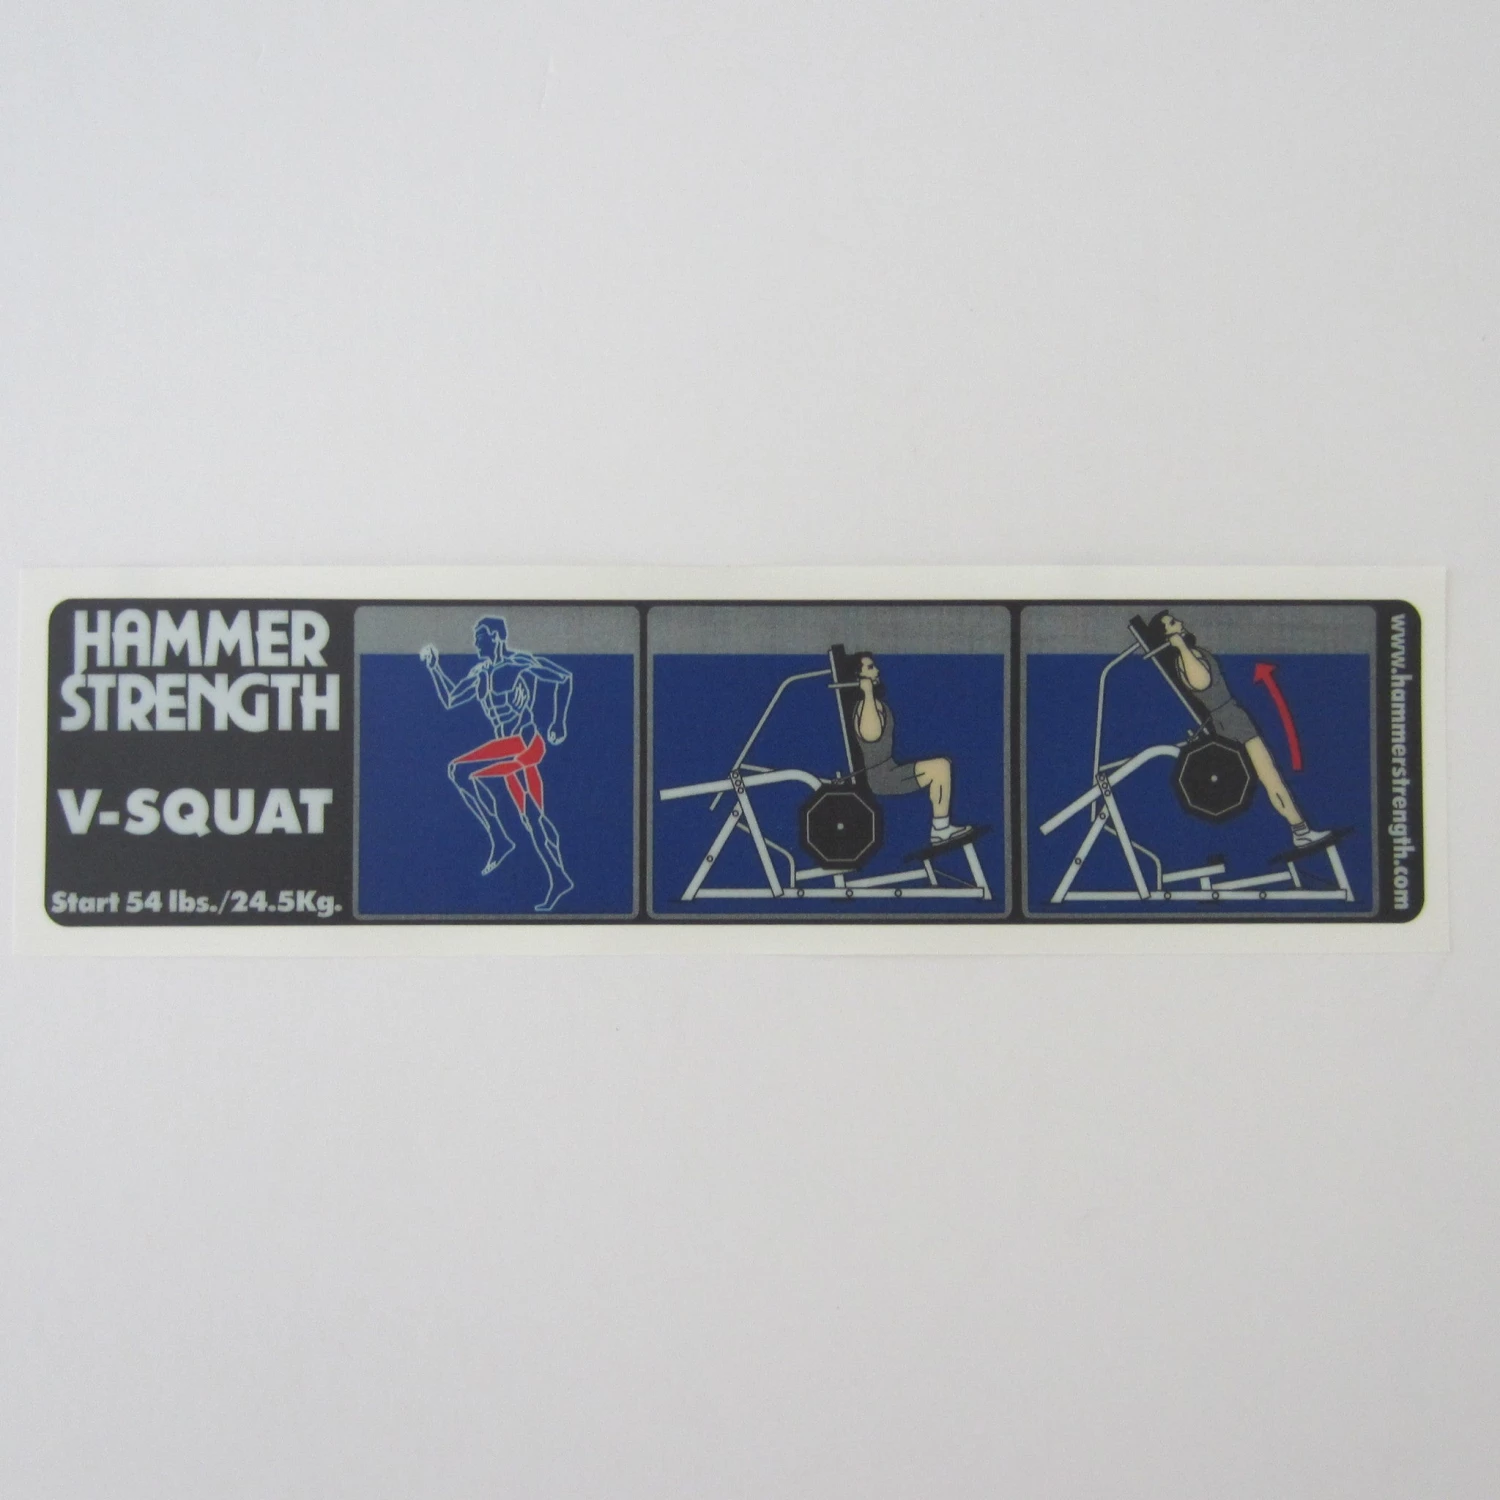 HAMMER
STRENGTH
V-SQUAT
Start 54 lbs./24.5Kg.
www.hammerstrength.com